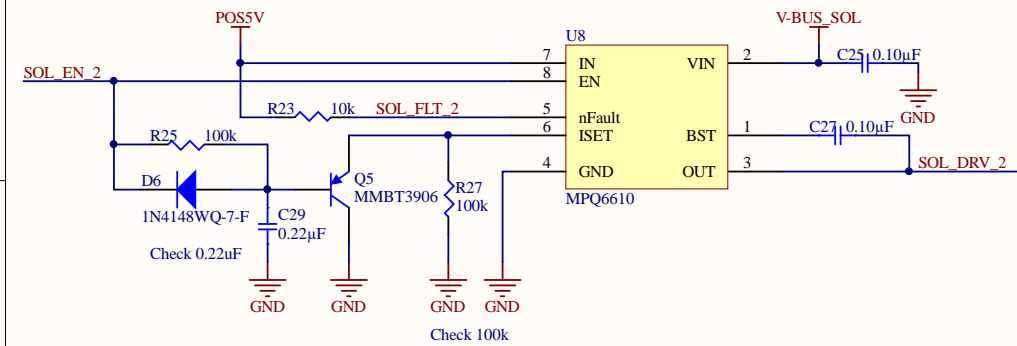 POS5V
V-BUS_SOL
U8
C25 0.10µF
7 IN VIN 2
SOL_EN_2
8 EN
GND
R23 10k SOL_FLT_2
5 nFault
6 ISET BST 1
C27 0.10µF
R25 100k
4 GND OUT 3
SOL_DRV_2
D6
Q5
MMBT3906
R27
100k
MPQ6610
1N4148WQ-7-F
C29
0.22µF
Check 0.22uF
GND GND GND GND
Check 100k